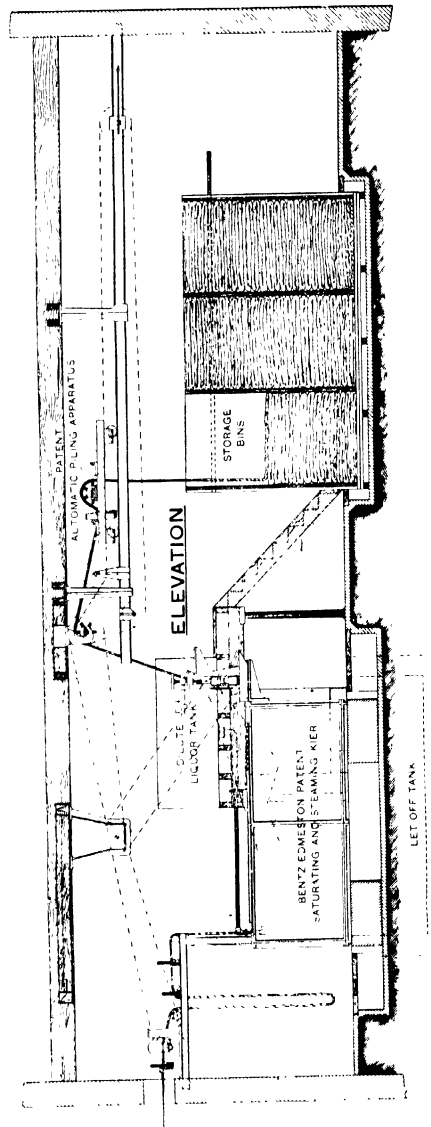 PATENT
AUTOMATIC PILING APPARATUS
STORAGE
BINS
ELEVATION
LIQUOR TANK
BENTZ EDMESTON PATENT
SATURATING AND STEAMING KIER
LET OFF TANK